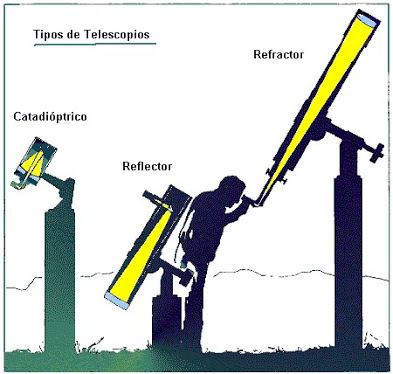 Tipos de Telescopios
Refractor
Catadióptrico
Reflector